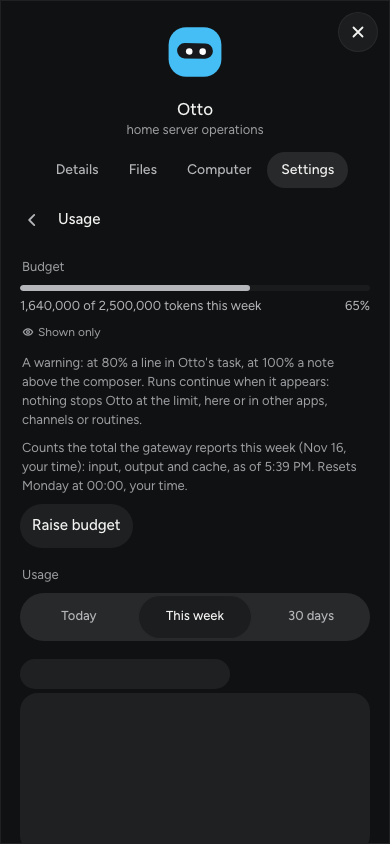 Otto
home server operations
Details
Files
Computer
Settings
Usage
Budget
1,640,000 of 2,500,000 tokens this week
65%
Shown only
A warning: at 80% a line in Otto's task, at 100% a note
above the composer. Runs continue when it appears:
nothing stops Otto at the limit, here or in other apps,
channels or routines.
Counts the total the gateway reports this week (Nov 16,
your time): input, output and cache, as of 5:39 PM. Resets
Monday at 00:00, your time.
Raise budget
Usage
Today
This week
30 days